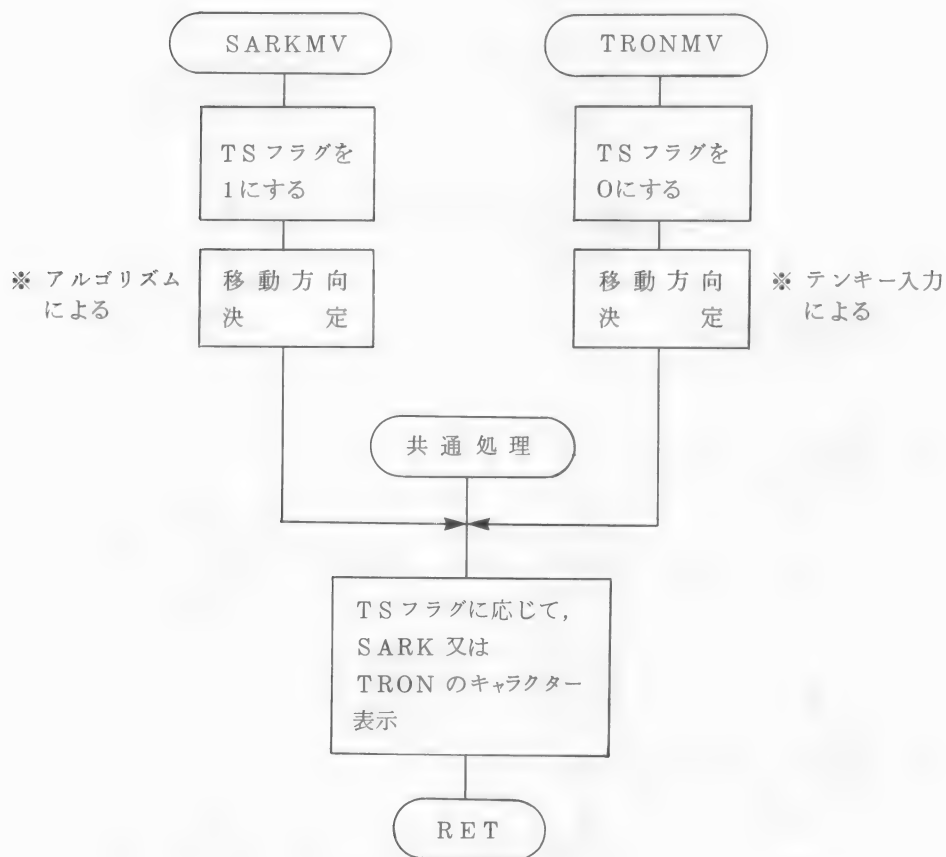 SARKMV
TRONMV
TSフラグを
1にする
TSフラグを
0にする
※ アルゴリズム
による
移動方向
決定
移動方向
決定
※ テンキー入力
による
共通処理
TSフラグに応じて,
SARK 又は
TRON のキャラクター
表示
RET